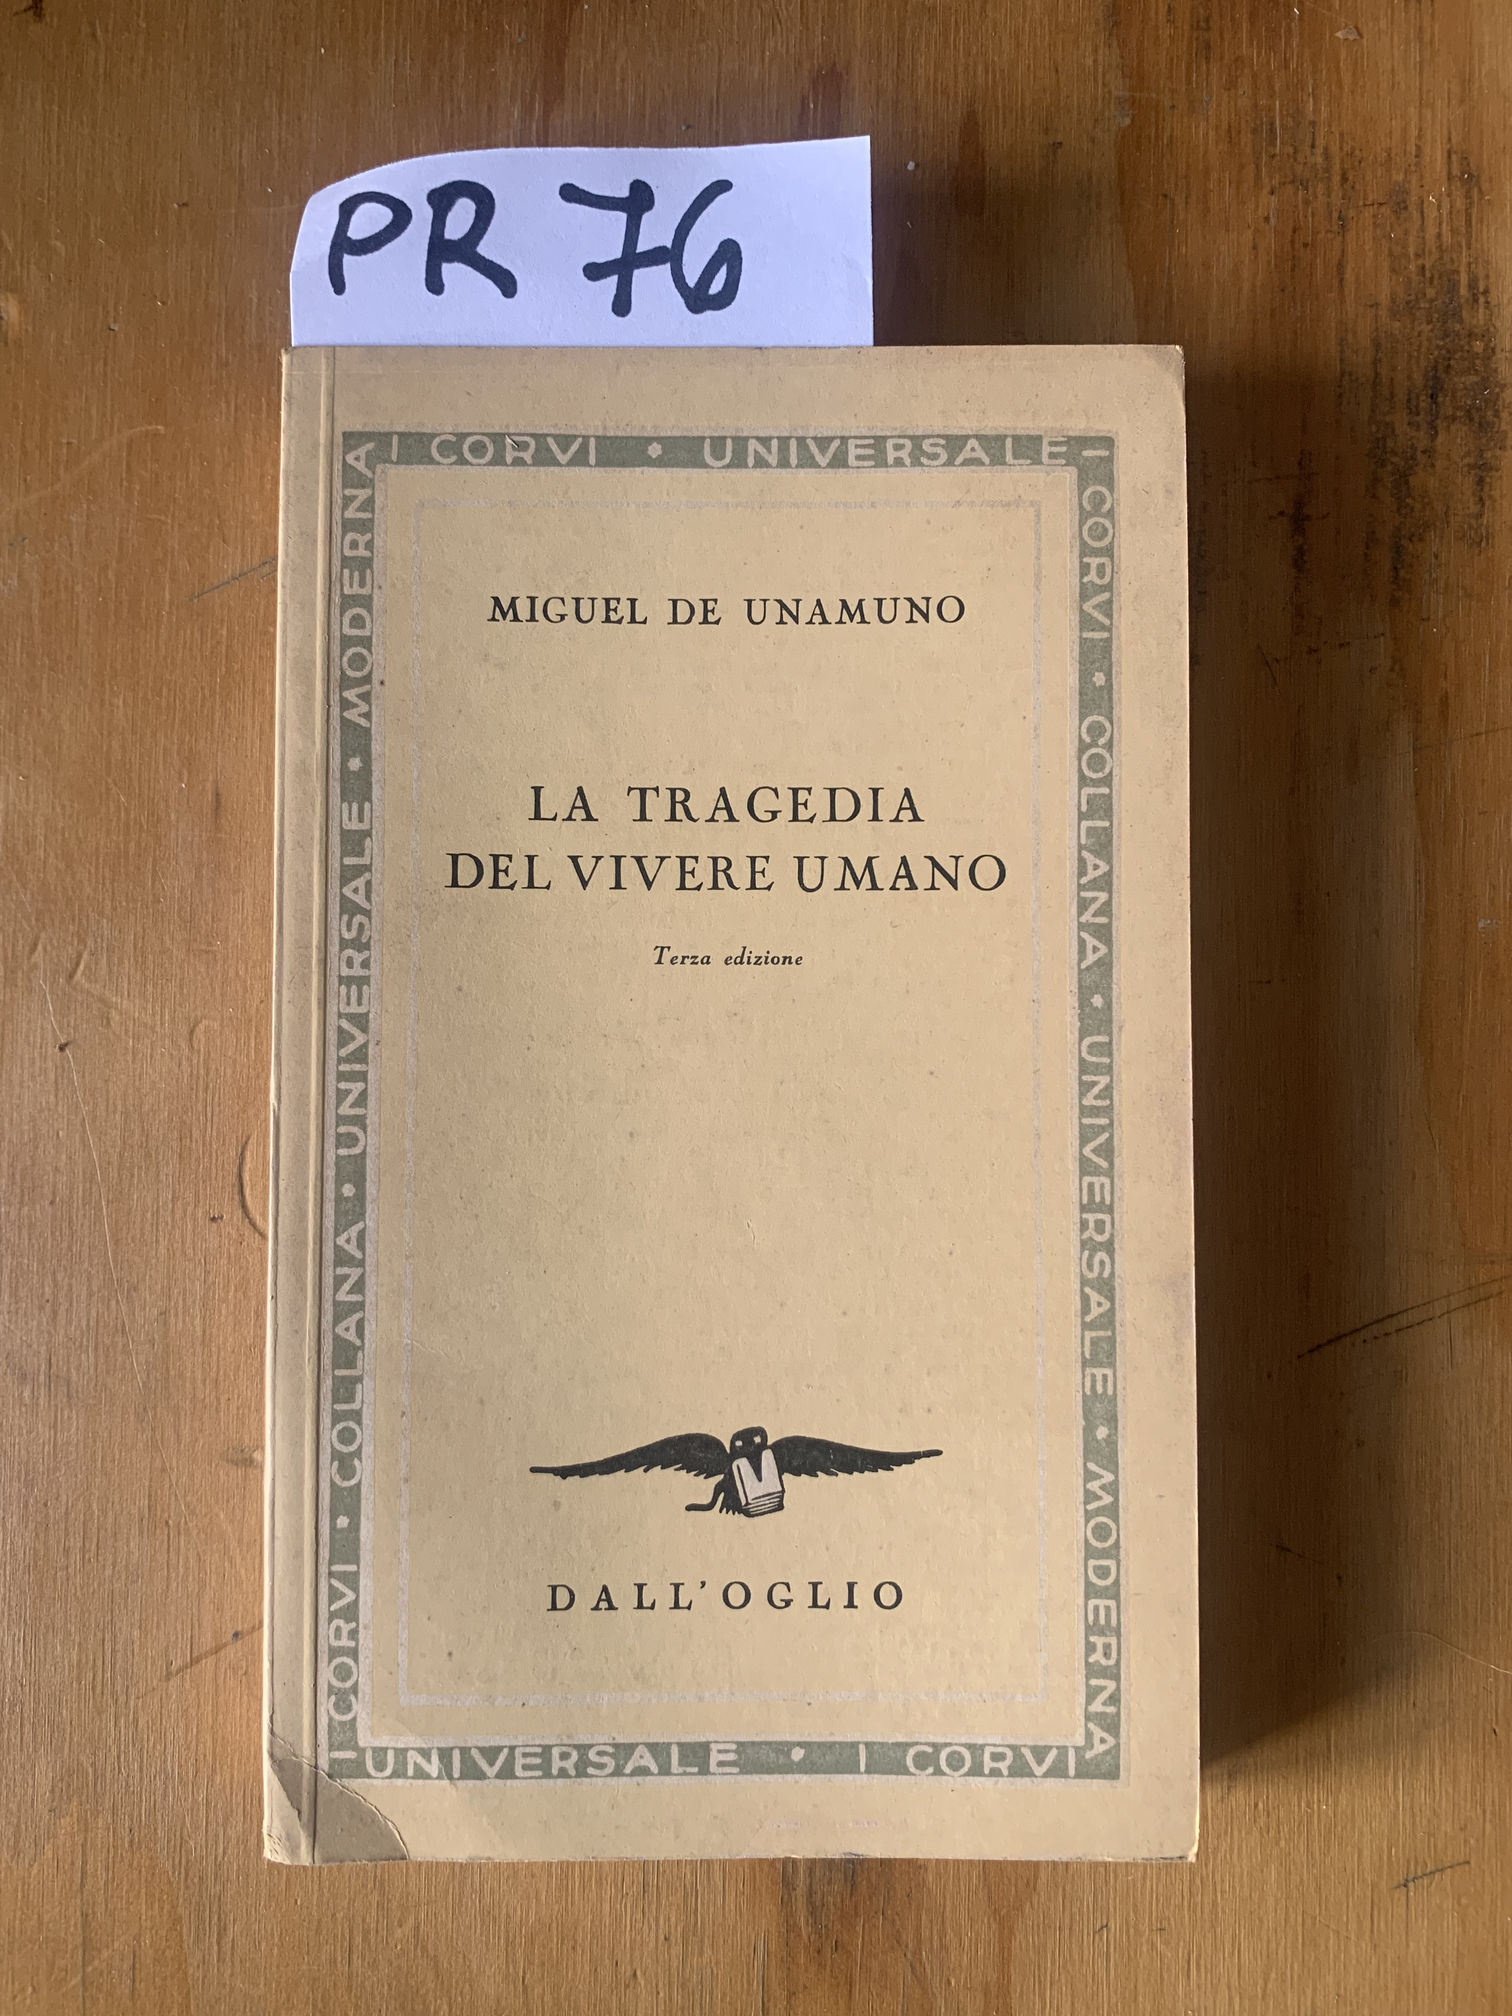 PR 76
I CORVI • UNIVERSALE
I CORVI • COLLANA • UNIVERSALE • MODERNA
I CORVI • COLLANA • UNIVERSALE • MODERNA
MIGUEL DE UNAMUNO
LA TRAGEDIA
DEL VIVERE UMANO
Terza edizione
DALL'OGLIO
UNIVERSALE • I CORVI